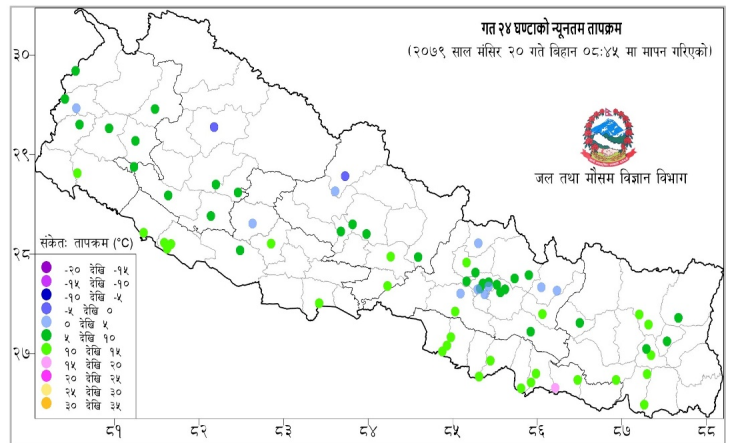 गत २४ घण्टाको न्यूनतम तापक्रम
(२०७९ साल मंसिर २० गते बिहान ०८:४५ मा मापन गरिएको)
जल तथा मौसम विज्ञान विभाग
३०
२९
२८
२७
संकेतः तापक्रम (°C)
-२० देखि -१५
-१५ देखि -१०
-१० देखि -५
-५ देखि ०
० देखि ५
५ देखि १०
१० देखि १५
१५ देखि २०
२० देखि २५
२५ देखि ३०
३० देखि ३५
८१ ८२ ८३ ८४ ८५ ८६ ८७ ८८